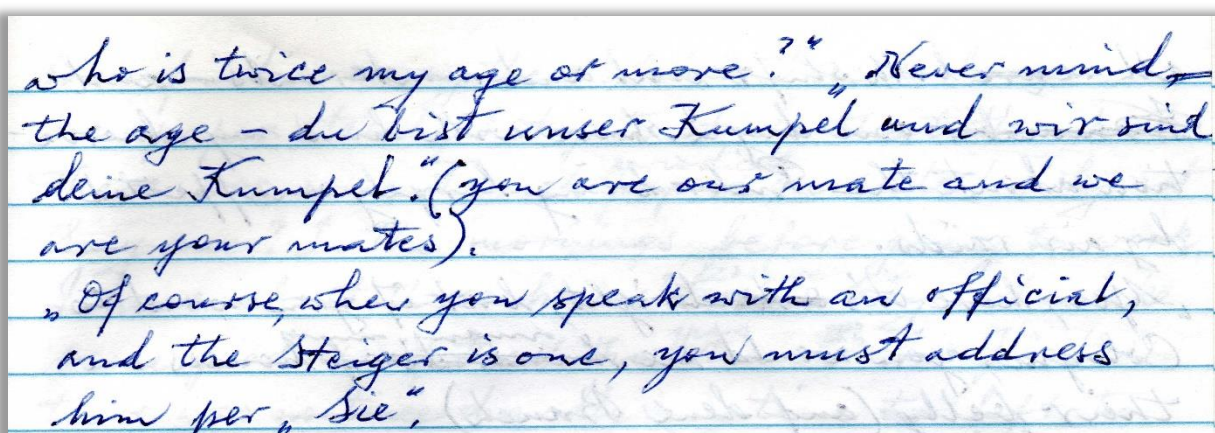 who is twice my age or more?“ „Never mind,
the age – du bist unser Kumpel und wir sind
deine Kumpel.“ (you are our mate and we
are your mates).
„Of course, when you speak with an official,
and the Steiger is one, you must address
him per „Sie“.